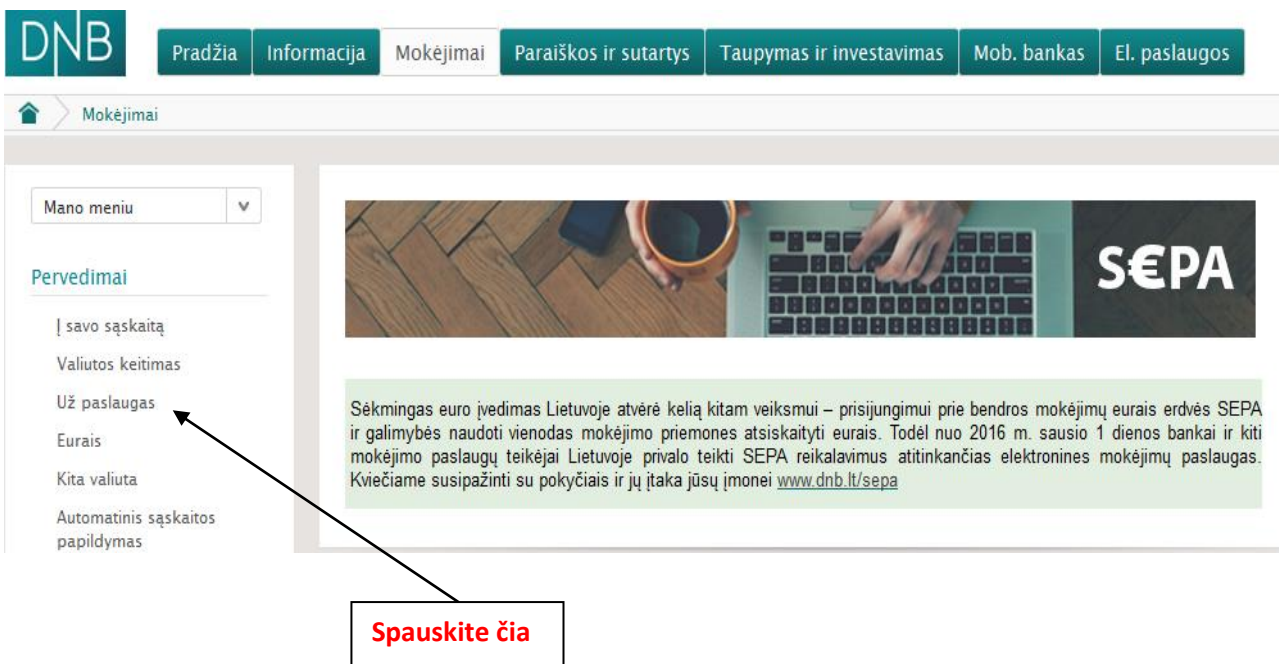 DNB
Pradžia Informacija Mokėjimai Paraiškos ir sutartys Taupymas ir investavimas Mob. bankas El. paslaugos
Mokėjimai
Mano meniu
Pervedimai
Į savo sąskaitą
Valiutos keitimas
Už paslaugas
Eurais
Kita valiuta
Automatinis sąskaitos
papildymas
S€PA
Sėkmingas euro įvedimas Lietuvoje atvėrė kelią kitam veiksmui – prisijungimui prie bendros mokėjimų eurais erdvės SEPA
ir galimybės naudoti vienodas mokėjimo priemones atsiskaityti eurais. Todėl nuo 2016 m. sausio 1 dienos bankai ir kiti
mokėjimo paslaugų teikėjai Lietuvoje privalo teikti SEPA reikalavimus atitinkančias elektronines mokėjimų paslaugas.
Kviečiame susipažinti su pokyčiais ir jų įtaka jūsų įmonei www.dnb.lt/sepa
Spauskite čia